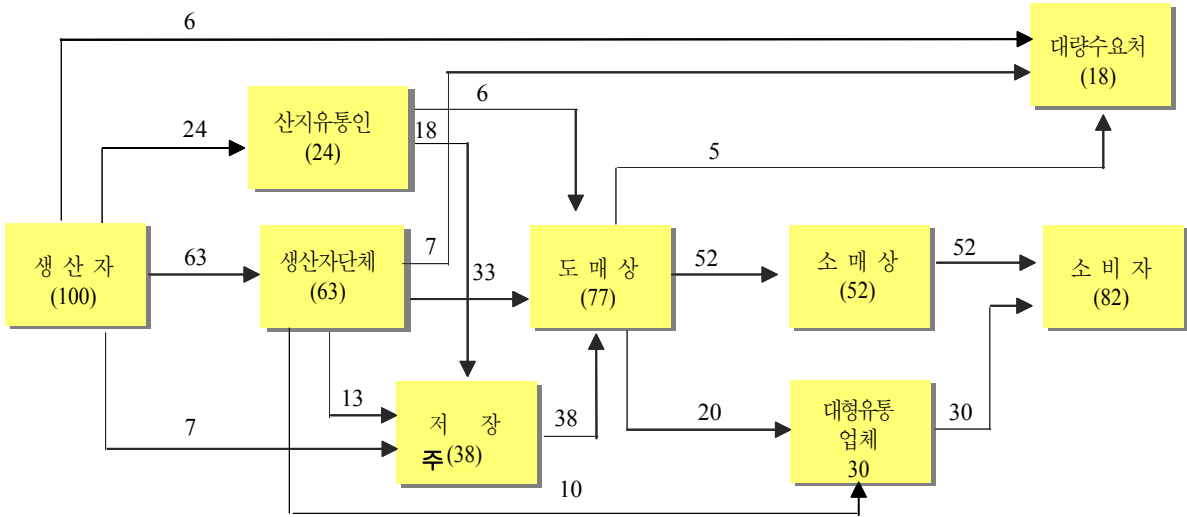 6
대량수요처
(18)
산지유통인
(24)
24
6
18
5
생 산 자
(100)
63
생산자단체
(63)
7
33
도 매 상
(77)
52
소 매 상
(52)
52
소 비 자
(82)
13
저 장
주(38)
38
20
대형유통
업체
30
30
7
10